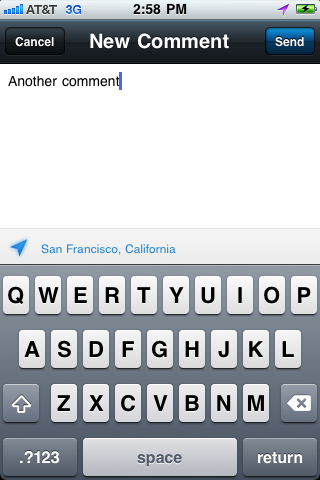 AT&T 3G 2:58 PM
Cancel New Comment Send
Another comment
San Francisco, California
Q W E R T Y U I O P
A S D F G H J K L
Z X C V B N M
.?123 space return